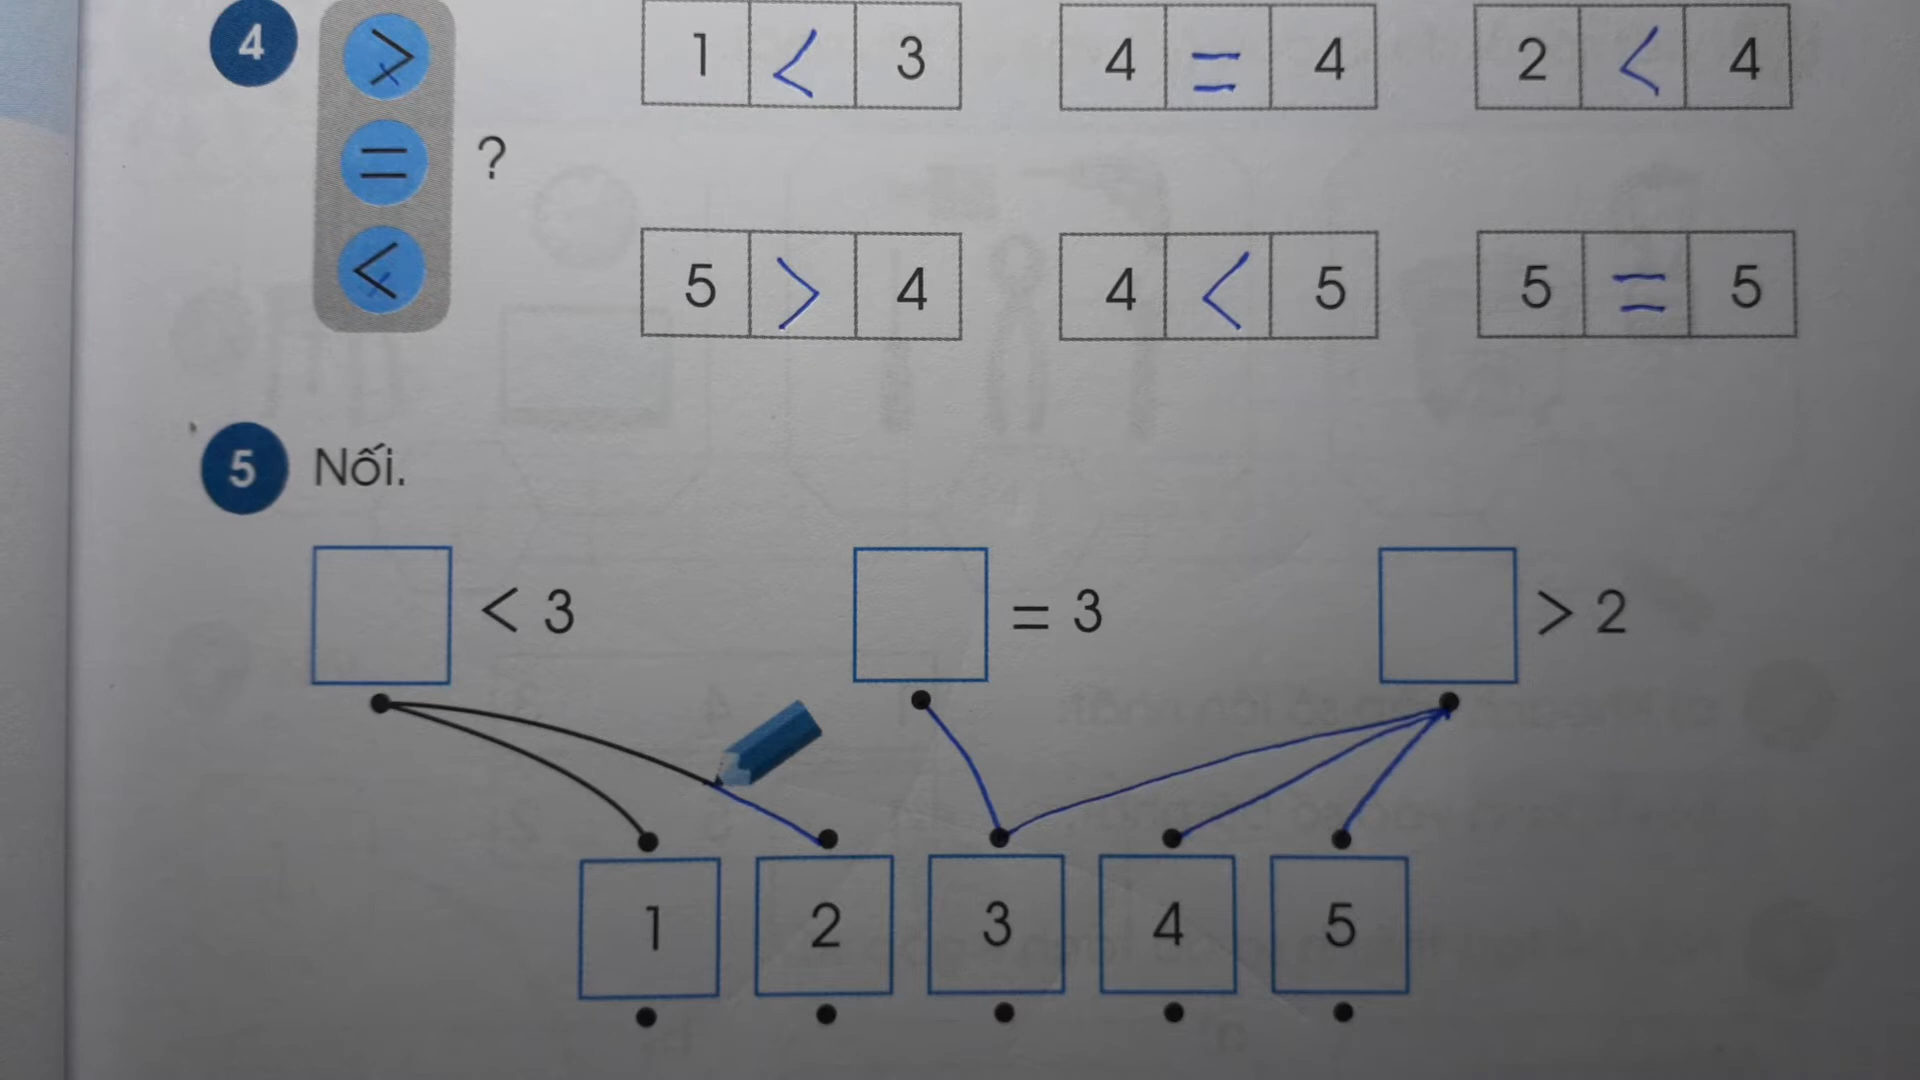 4 > 1 < 3 4 = 4 2 < 4
= ?
< 5 > 4 4 < 5 5 = 5
5 Nối.
< 3 = 3 > 2
1 2 3 4 5